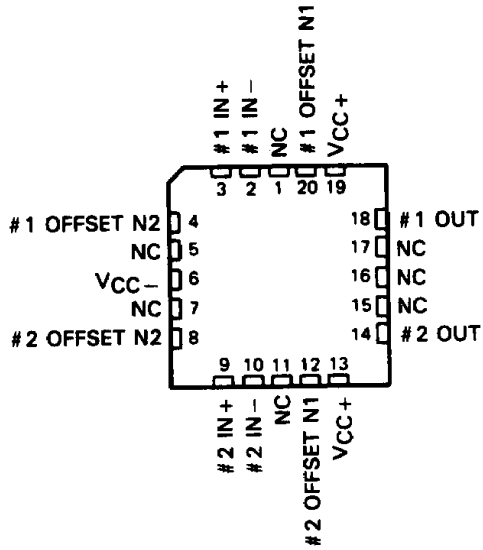 #1 IN+
#1 IN−
NC
#1 OFFSET N1
VCC+
3 2 1 20 19
#1 OFFSET N2 4
NC 5
VCC− 6
NC 7
#2 OFFSET N2 8
18 #1 OUT
17 NC
16 NC
15 NC
14 #2 OUT
9 10 11 12 13
#2 IN+
#2 IN−
NC
#2 OFFSET N1
VCC+